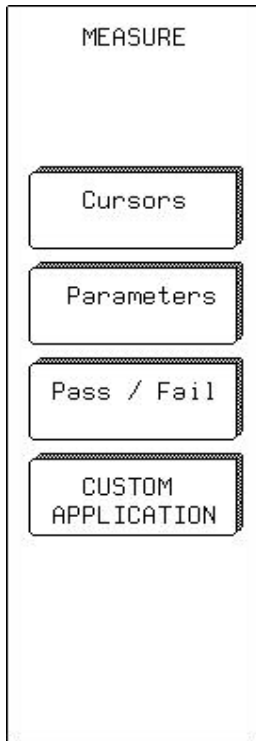 MEASURE
Cursors
Parameters
Pass / Fail
CUSTOM
APPLICATION